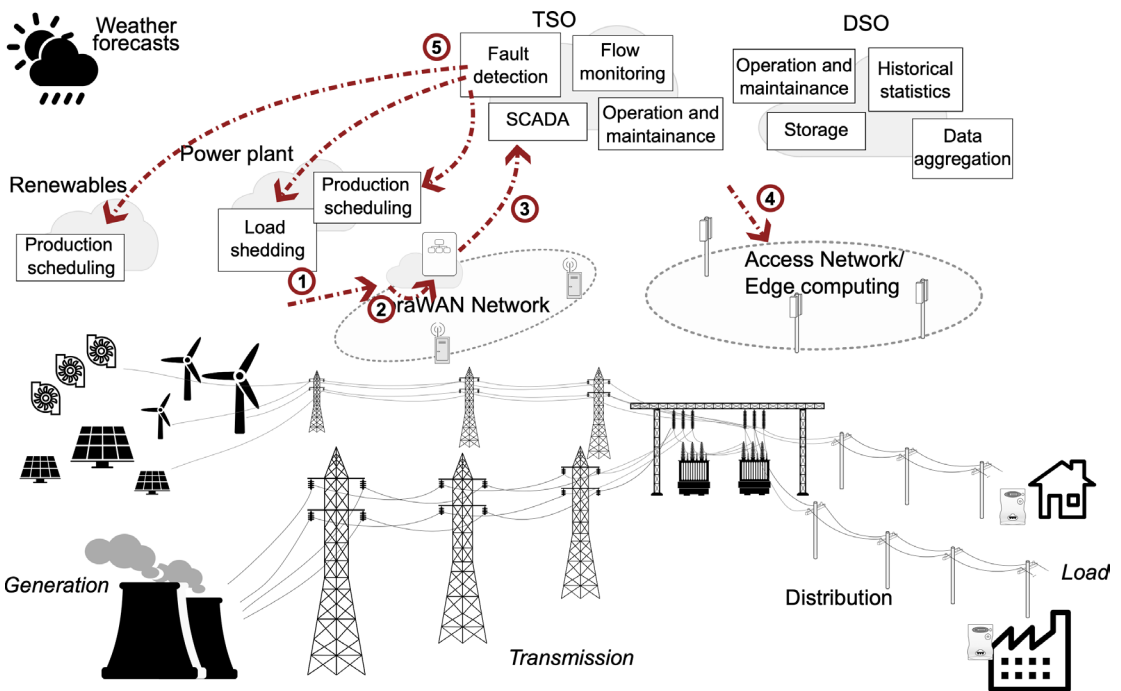 Weather
forecasts
TSO
DSO
5
Fault
detection
Flow
monitoring
SCADA
Operation and
maintainance
Operation and
maintainance
Historical
statistics
Storage
Data
aggregation
Power plant
Renewables
Production
scheduling
Load
shedding
Production
scheduling
1
2
3
4
raWAN Network
Access Network/
Edge computing
Generation
Transmission
Distribution
Load